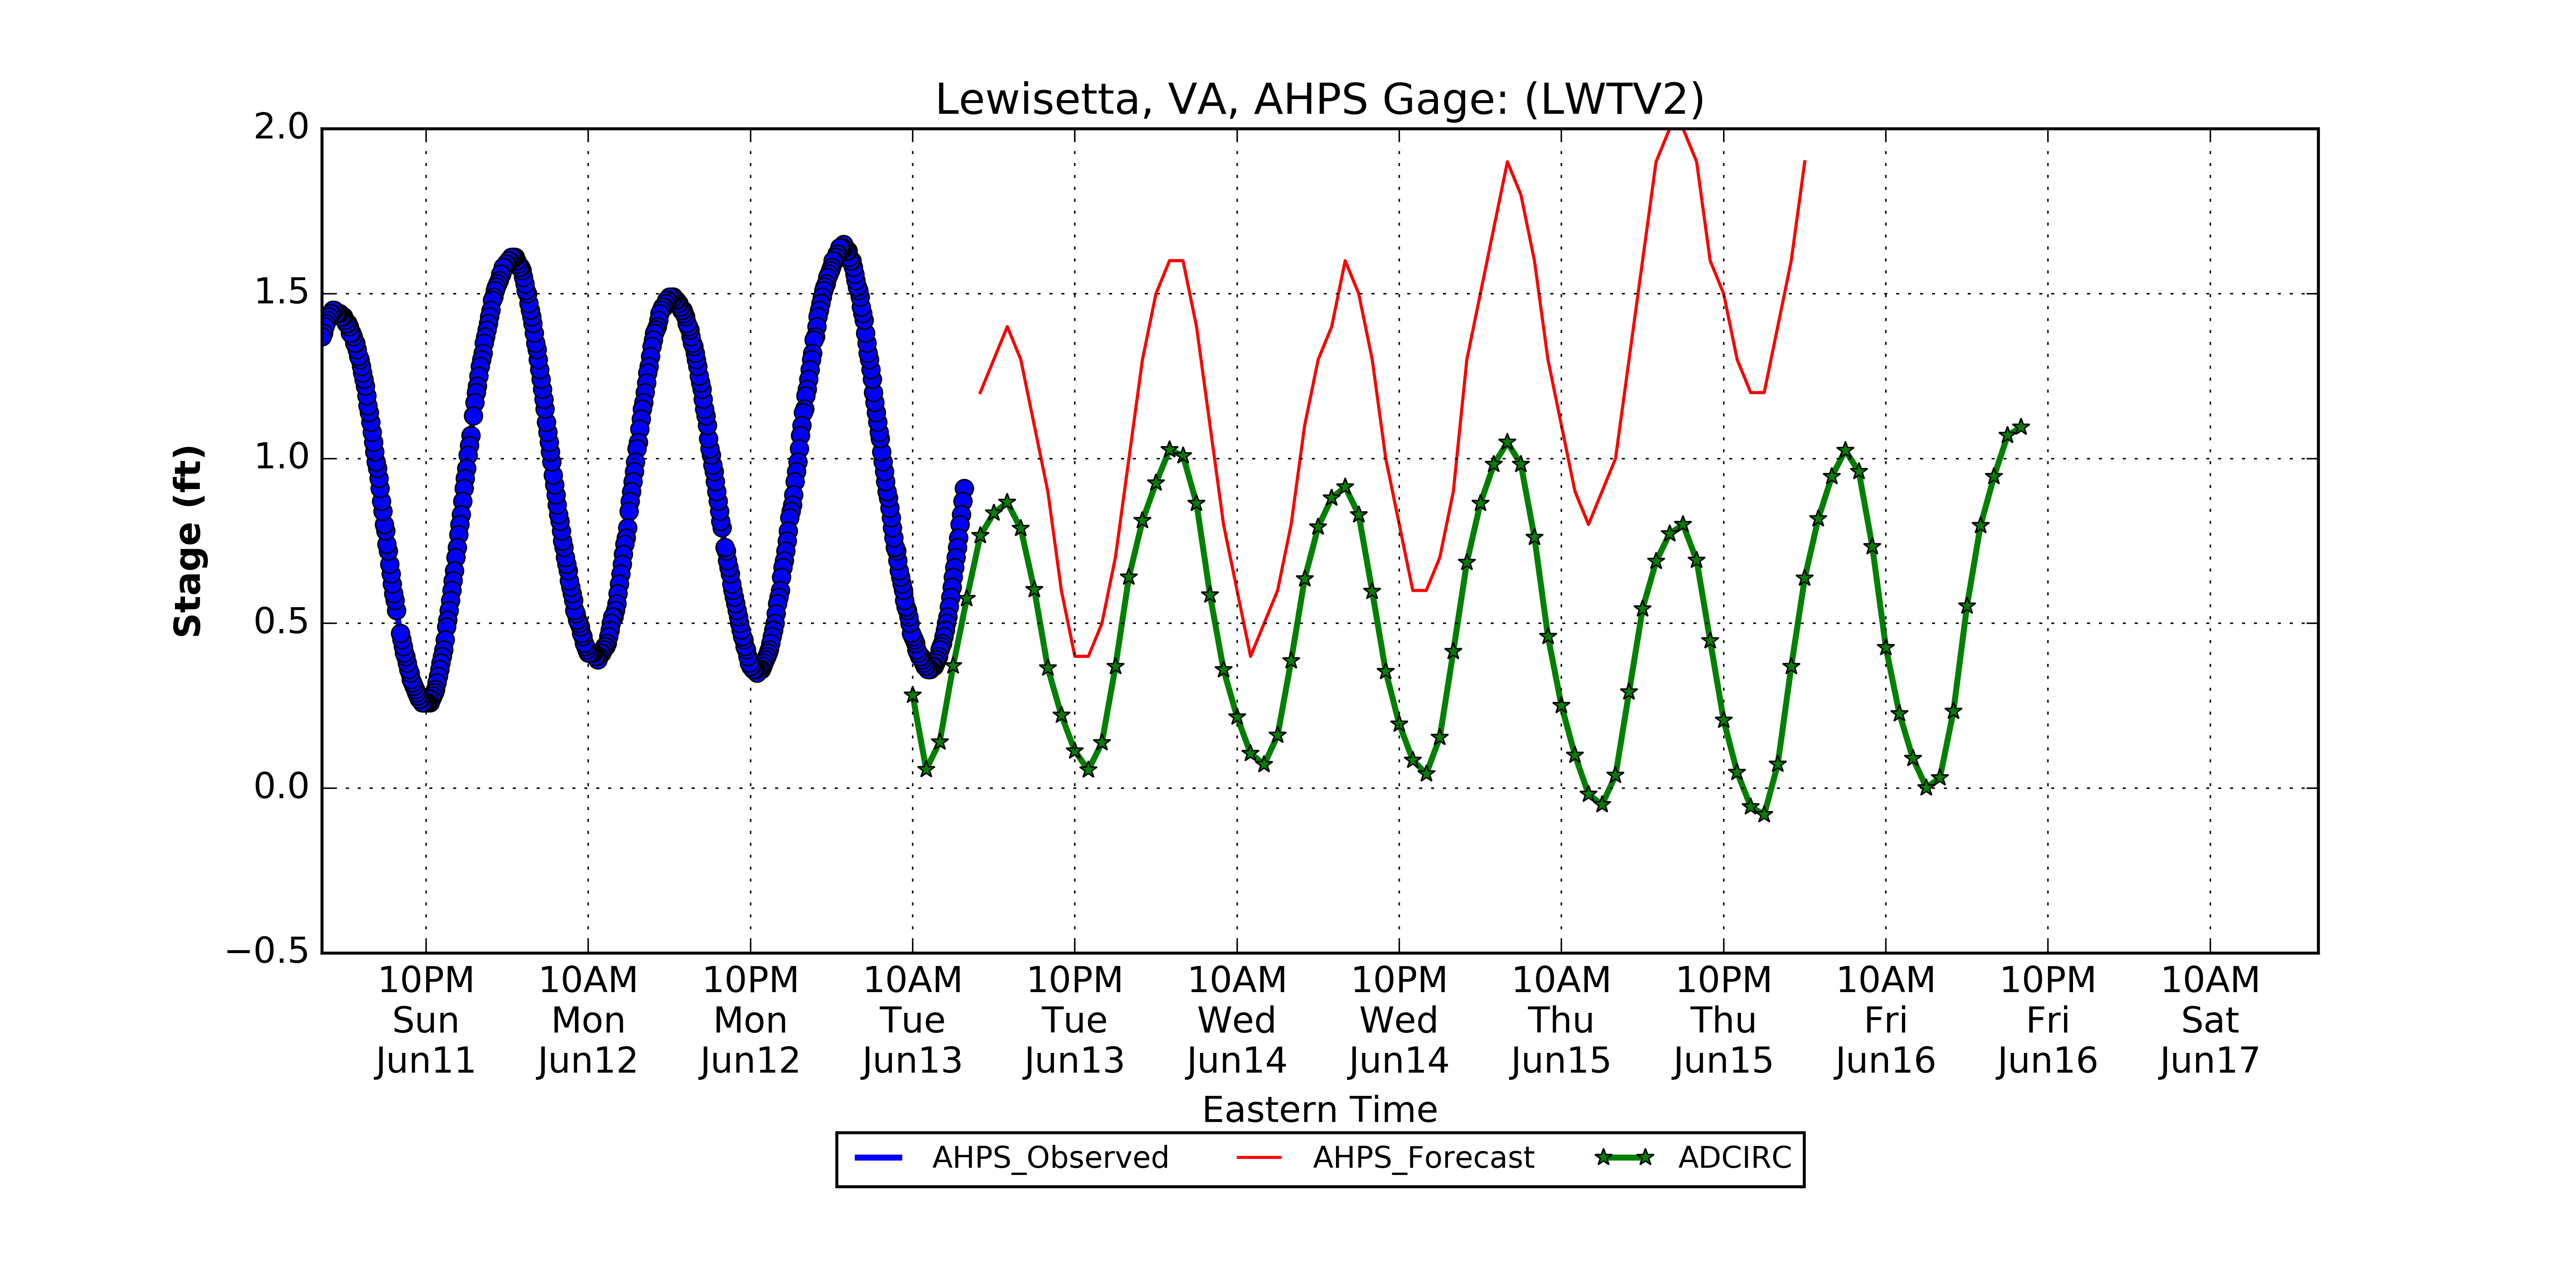 Lewisetta, VA, AHPS Gage: (LWTV2)
Stage (ft)
2.0
1.5
1.0
0.5
0.0
−0.5
10PM 10AM 10PM 10AM 10PM 10AM 10PM 10AM 10PM 10AM 10PM 10AM
Sun Mon Mon Tue Tue Wed Wed Thu Thu Fri Fri Sat
Jun11 Jun12 Jun12 Jun13 Jun13 Jun14 Jun14 Jun15 Jun15 Jun16 Jun16 Jun17
Eastern Time
AHPS_Observed AHPS_Forecast ADCIRC